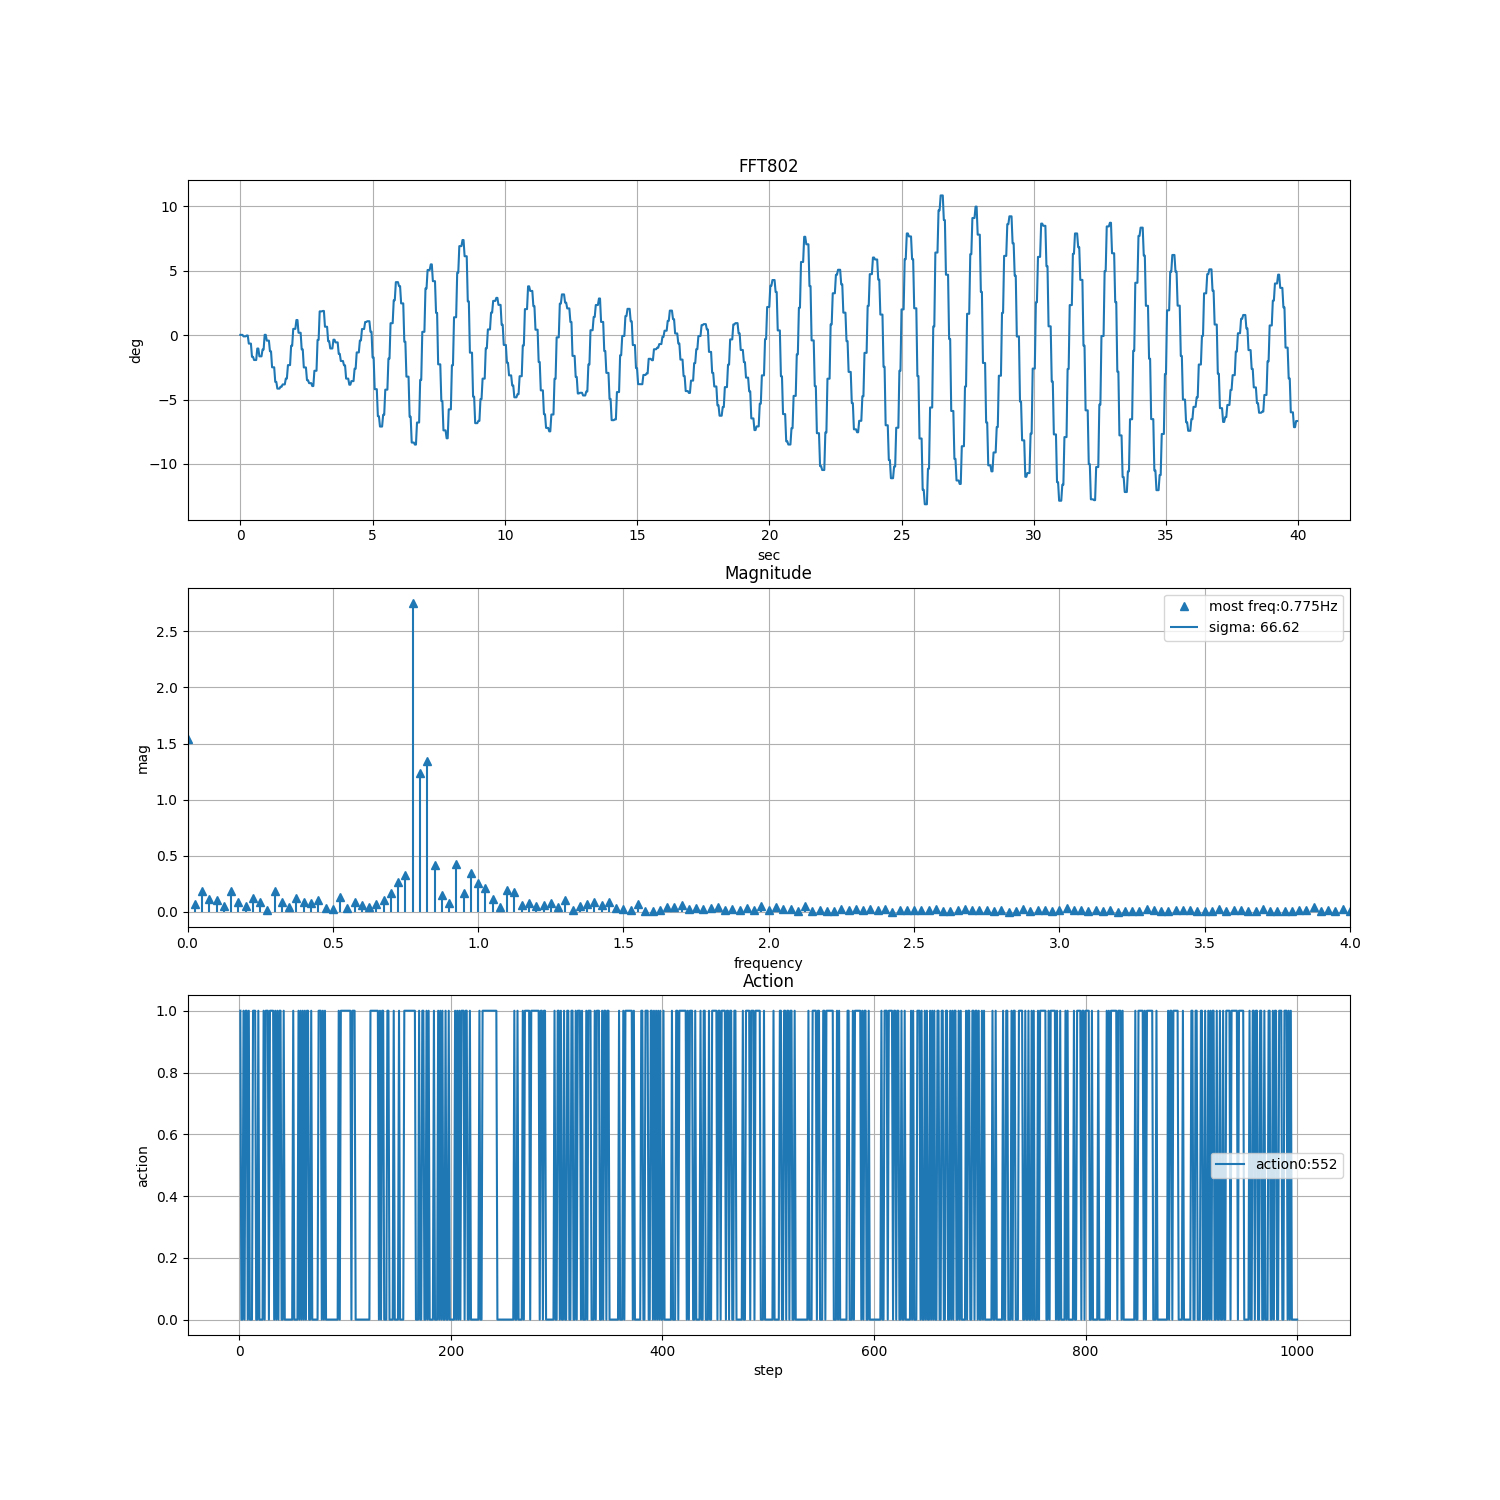 FFT802
10
5
0
−5
−10
deg
0 5 10 15 20 25 30 35 40
sec
Magnitude
most freq:0.775Hz
sigma: 66.62
2.5
2.0
1.5
1.0
0.5
0.0
mag
0.0 0.5 1.0 1.5 2.0 2.5 3.0 3.5 4.0
frequency
Action
1.0
0.8
0.6
0.4
0.2
0.0
action
action0:552
0 200 400 600 800 1000
step